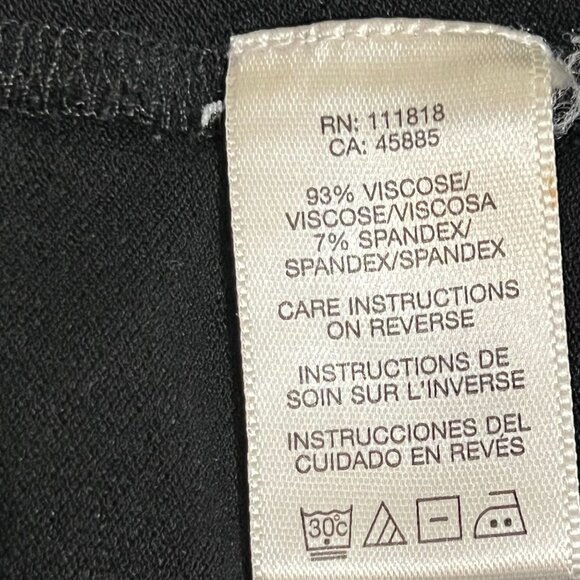 RN: 111818
CA: 45885
93% VISCOSE/
VISCOSE/VISCOSA
7% SPANDEX/
SPANDEX/SPANDEX
CARE INSTRUCTIONS
ON REVERSE
INSTRUCTIONS DE
SOIN SUR L'INVERSE
INSTRUCCIONES DEL
CUIDADO EN REVÉS
30°c